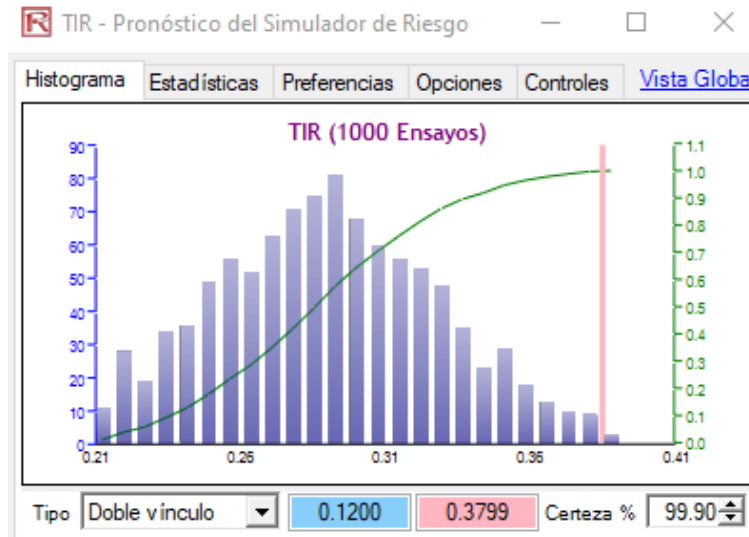 R TIR - Pronóstico del Simulador de Riesgo
Histograma Estadísticas Preferencias Opciones Controles Vista Globa
TIR (1000 Ensayos)
90 1.1
80 1.0
70 0.9
60 0.8
50 0.7
40 0.6
30 0.5
20 0.4
10 0.3
0 0.2
0.1
0.0
0.21 0.26 0.31 0.36 0.41
Tipo Doble vínculo 0.1200 0.3799 Certeza % 99.90